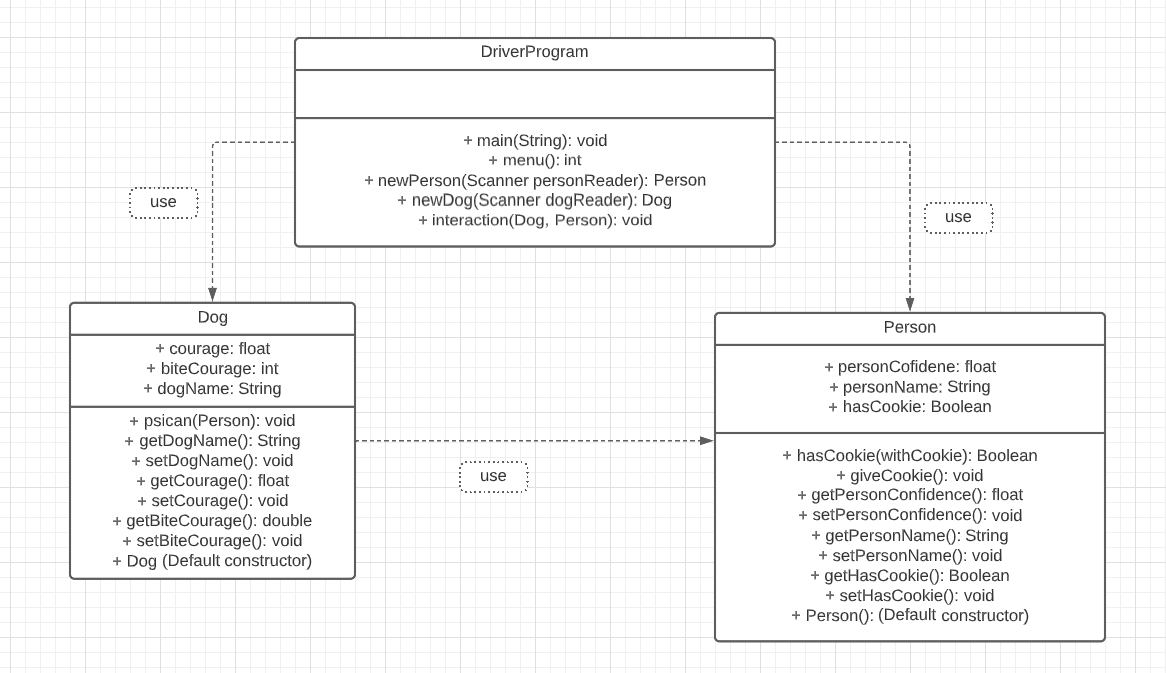 DriverProgram
+ main(String): void
+ menu(): int
+ newPerson(Scanner personReader): Person
+ newDog(Scanner dogReader): Dog
+ interaction(Dog, Person): void
use
use
Dog
+ courage: float
+ biteCourage: int
+ dogName: String
+ psican(Person): void
+ getDogName(): String
+ setDogName(): void
+ getCourage(): float
+ setCourage(): void
+ getBiteCourage(): double
+ setBiteCourage(): void
+ Dog (Default constructor)
use
Person
+ personCofidene: float
+ personName: String
+ hasCookie: Boolean
+ hasCookie(withCookie): Boolean
+ giveCookie(): void
+ getPersonConfidence(): float
+ setPersonConfidence(): void
+ getPersonName(): String
+ setPersonName(): void
+ getHasCookie(): Boolean
+ setHasCookie(): void
+ Person(): (Default constructor)